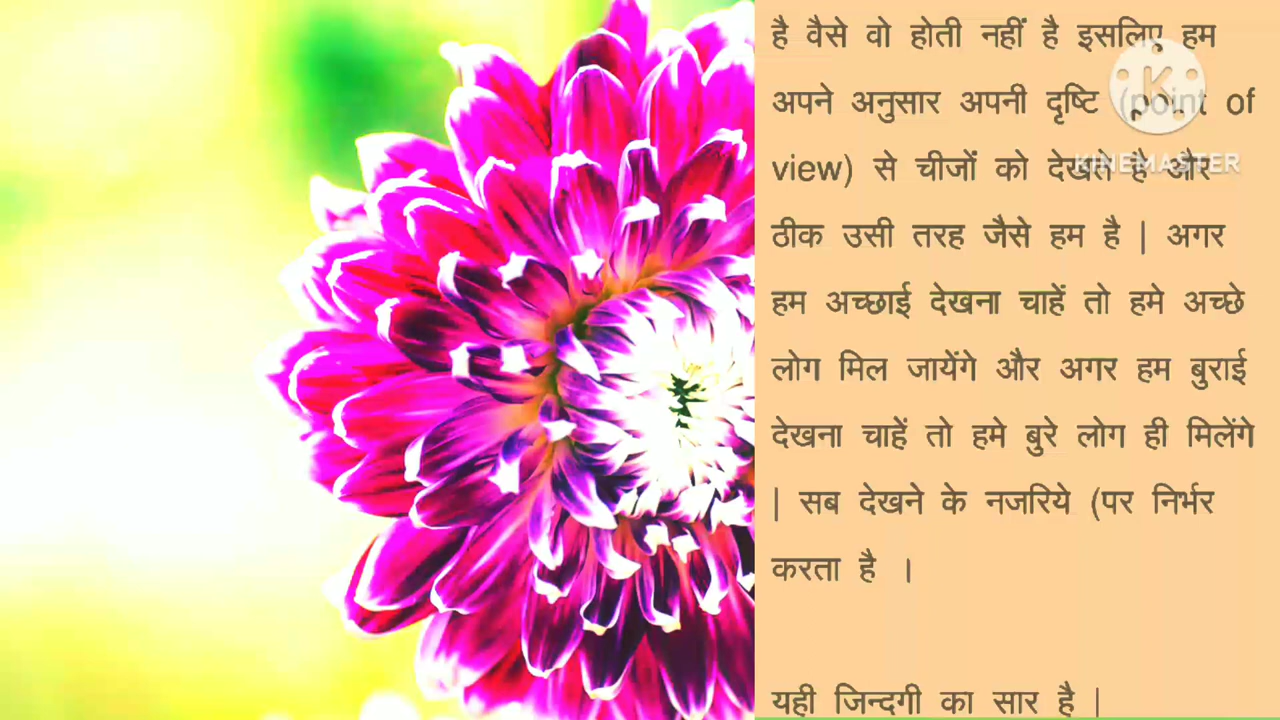 है वैसे वो होती नहीं है इसलिए हम
अपने अनुसार अपनी दृष्टि (point of
view) से चीजों को देखते है और
ठीक उसी तरह जैसे हम है | अगर
हम अच्छाई देखना चाहें तो हमे अच्छे
लोग मिल जायेंगे और अगर हम बुराई
देखना चाहें तो हमे बुरे लोग ही मिलेंगे
| सब देखने के नजरिये (पर निर्भर
करता है ।
यही जिन्दगी का सार है |
K
KINEMASTER